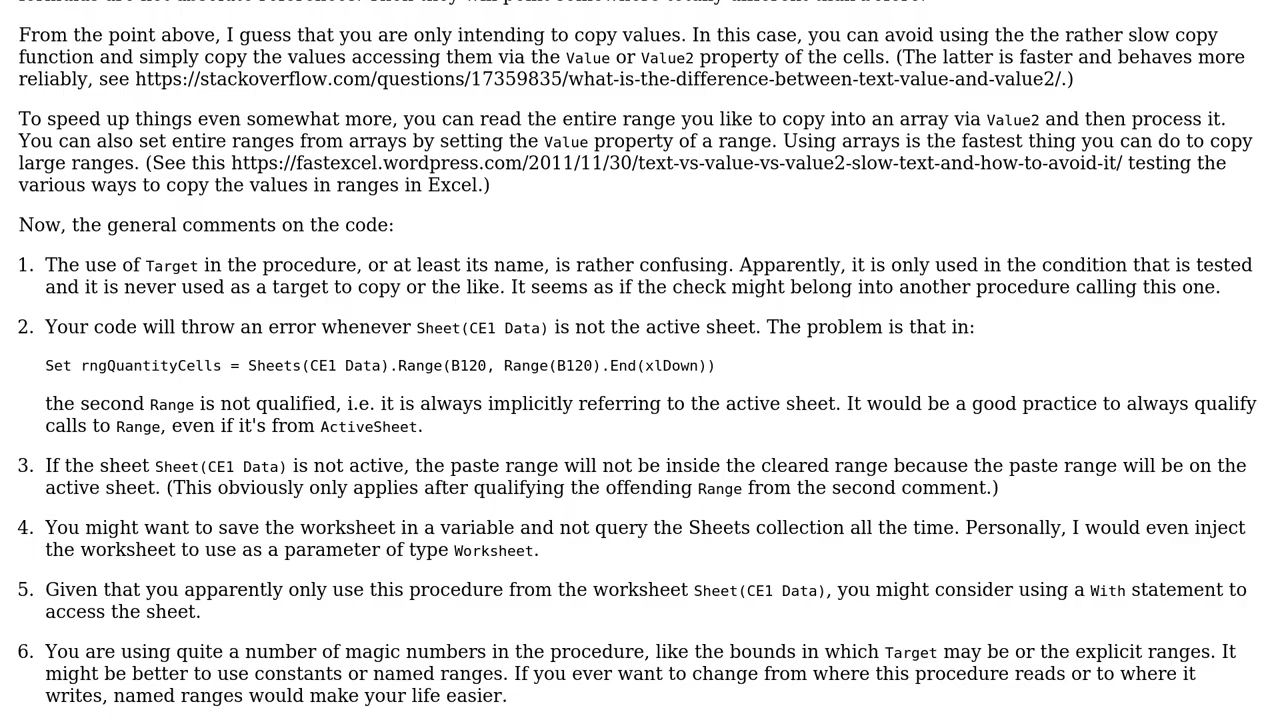 From the point above, I guess that you are only intending to copy values. In this case, you can avoid using the the rather slow copy
function and simply copy the values accessing them via the Value or Value2 property of the cells. (The latter is faster and behaves more
reliably, see https://stackoverflow.com/questions/17359835/what-is-the-difference-between-text-value-and-value2/.)
To speed up things even somewhat more, you can read the entire range you like to copy into an array via Value2 and then process it.
You can also set entire ranges from arrays by setting the Value property of a range. Using arrays is the fastest thing you can do to copy
large ranges. (See this https://fastexcel.wordpress.com/2011/11/30/text-vs-value-vs-value2-slow-text-and-how-to-avoid-it/ testing the
various ways to copy the values in ranges in Excel.)
Now, the general comments on the code:
1. The use of Target in the procedure, or at least its name, is rather confusing. Apparently, it is only used in the condition that is tested
and it is never used as a target to copy or the like. It seems as if the check might belong into another procedure calling this one.
2. Your code will throw an error whenever Sheet(CE1 Data) is not the active sheet. The problem is that in:
Set rngQuantityCells = Sheets(CE1 Data).Range(B120, Range(B120).End(xlDown))
the second Range is not qualified, i.e. it is always implicitly referring to the active sheet. It would be a good practice to always qualify
calls to Range, even if it's from ActiveSheet.
3. If the sheet Sheet(CE1 Data) is not active, the paste range will not be inside the cleared range because the paste range will be on the
active sheet. (This obviously only applies after qualifying the offending Range from the second comment.)
4. You might want to save the worksheet in a variable and not query the Sheets collection all the time. Personally, I would even inject
the worksheet to use as a parameter of type Worksheet.
5. Given that you apparently only use this procedure from the worksheet Sheet(CE1 Data), you might consider using a With statement to
access the sheet.
6. You are using quite a number of magic numbers in the procedure, like the bounds in which Target may be or the explicit ranges. It
might be better to use constants or named ranges. If you ever want to change from where this procedure reads or to where it
writes, named ranges would make your life easier.